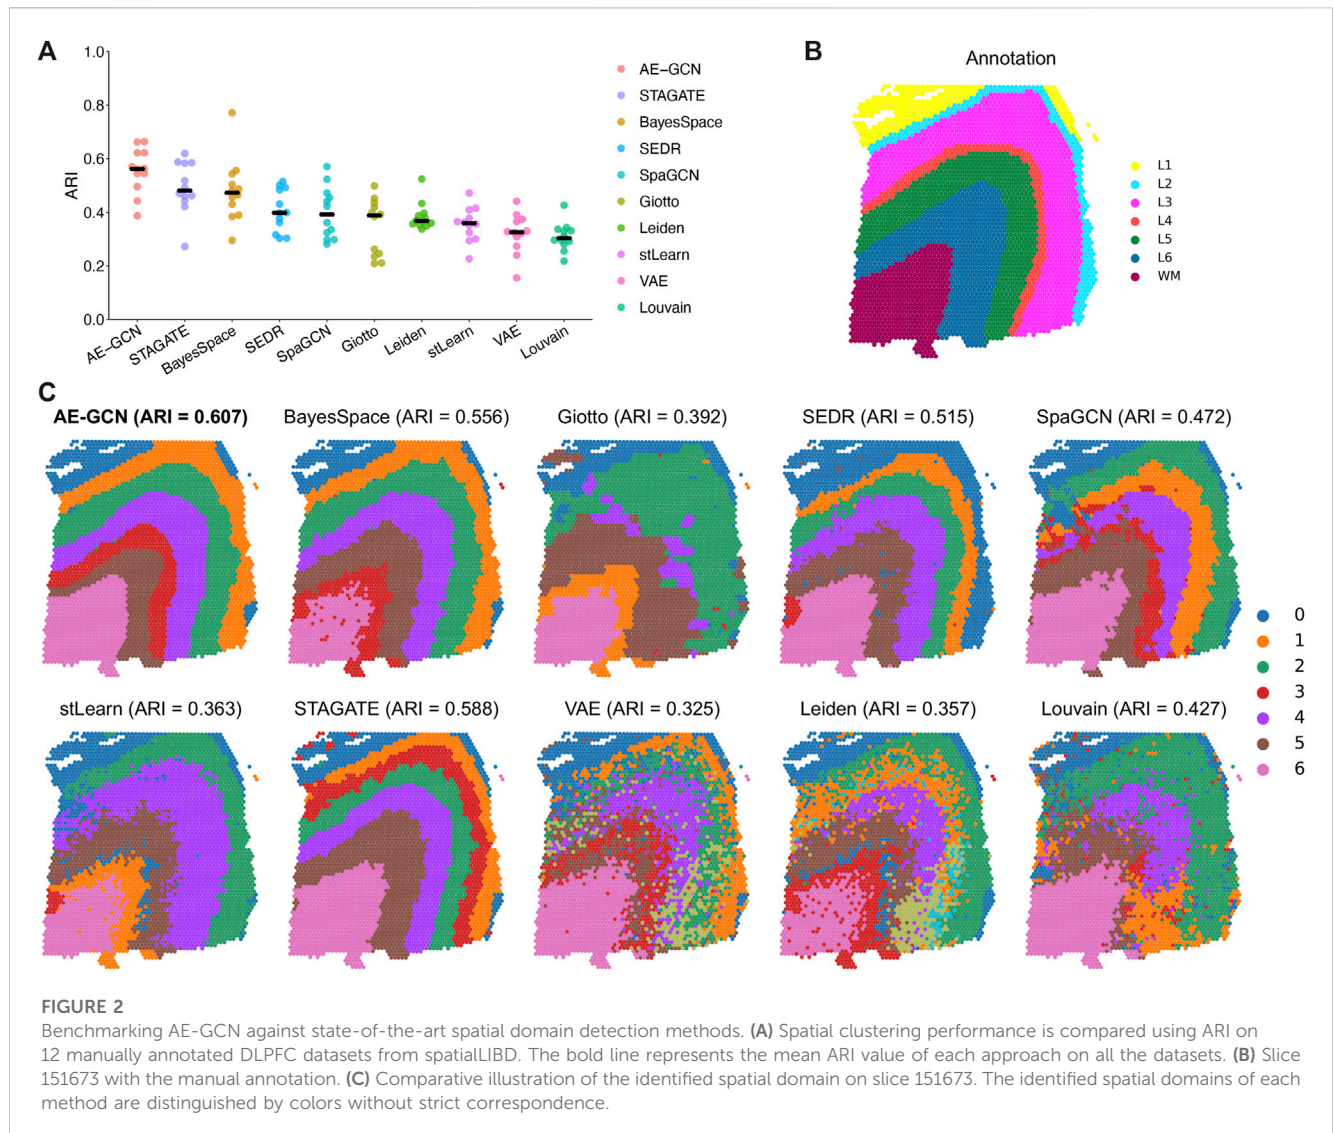 A
1.0
0.8
0.6
0.4
0.2
0.0
ARI
AE-GCN
STAGATE
BayesSpace
SEDR
SpaGCN
Giotto
Leiden
stLearn
VAE
Louvain
AE-GCN
STAGATE
BayesSpace
SEDR
SpaGCN
Giotto
Leiden
stLearn
VAE
Louvain
B
Annotation
L1
L2
L3
L4
L5
L6
WM
C
AE-GCN (ARI = 0.607)
BayesSpace (ARI = 0.556)
Giotto (ARI = 0.392)
SEDR (ARI = 0.515)
SpaGCN (ARI = 0.472)
stLearn (ARI = 0.363)
STAGATE (ARI = 0.588)
VAE (ARI = 0.325)
Leiden (ARI = 0.357)
Louvain (ARI = 0.427)
0
1
2
3
4
5
6
FIGURE 2
Benchmarking AE-GCN against state-of-the-art spatial domain detection methods. (A) Spatial clustering performance is compared using ARI on
12 manually annotated DLPFC datasets from spatialLIBD. The bold line represents the mean ARI value of each approach on all the datasets. (B) Slice
151673 with the manual annotation. (C) Comparative illustration of the identified spatial domain on slice 151673. The identified spatial domains of each
method are distinguished by colors without strict correspondence.